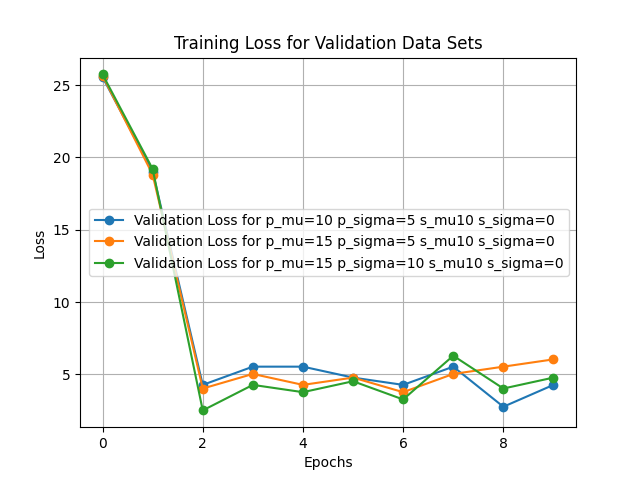 Training Loss for Validation Data Sets
25
20
15
10
5
Loss
Validation Loss for p_mu=10 p_sigma=5 s_mu10 s_sigma=0
Validation Loss for p_mu=15 p_sigma=5 s_mu10 s_sigma=0
Validation Loss for p_mu=15 p_sigma=10 s_mu10 s_sigma=0
0 2 4 6 8
Epochs